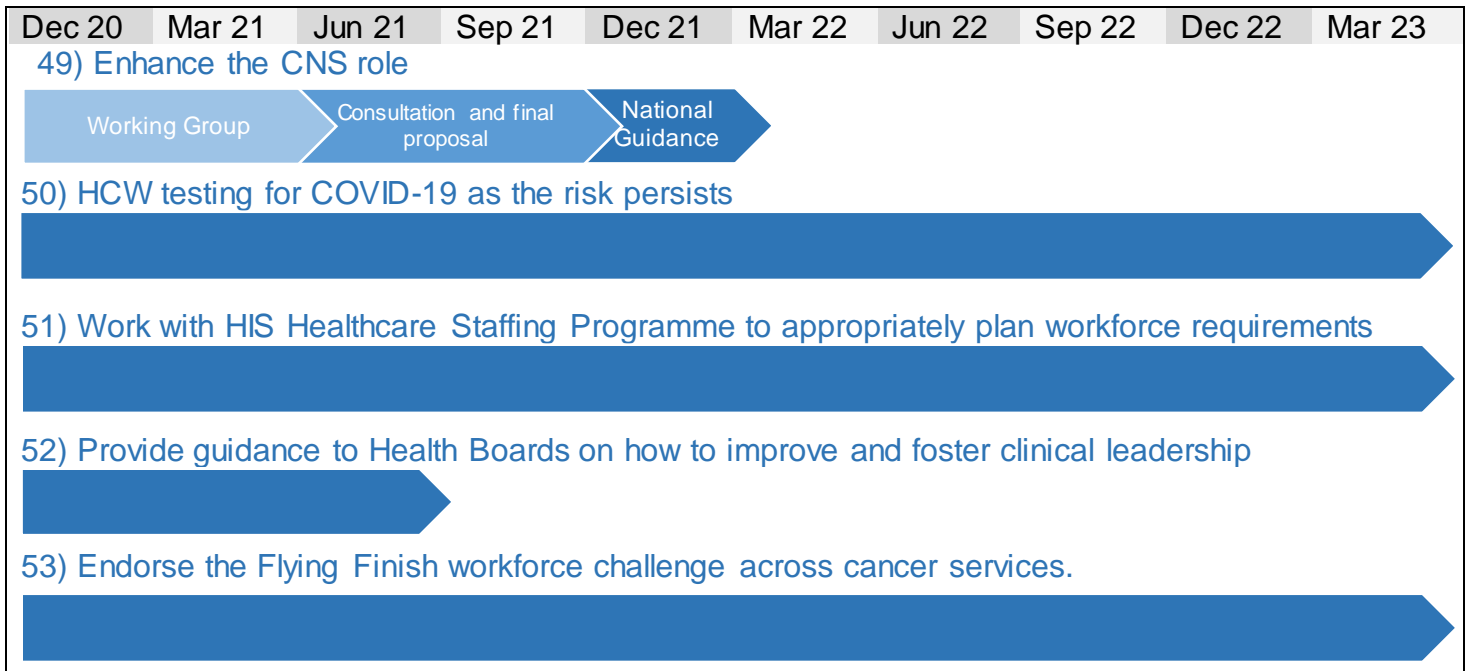 Dec 20 Mar 21 Jun 21 Sep 21 Dec 21 Mar 22 Jun 22 Sep 22 Dec 22 Mar 23
49) Enhance the CNS role
Working Group
Consultation and final
proposal
National
Guidance
50) HCW testing for COVID-19 as the risk persists
51) Work with HIS Healthcare Staffing Programme to appropriately plan workforce requirements
52) Provide guidance to Health Boards on how to improve and foster clinical leadership
53) Endorse the Flying Finish workforce challenge across cancer services.